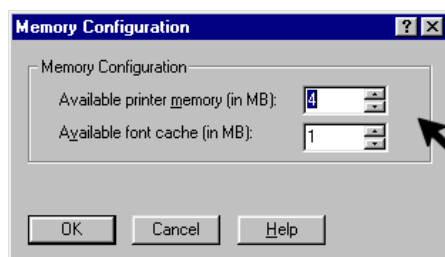 Memory Configuration
Memory Configuration
Available printer memory (in MB): 4
Available font cache (in MB): 1
OK Cancel Help